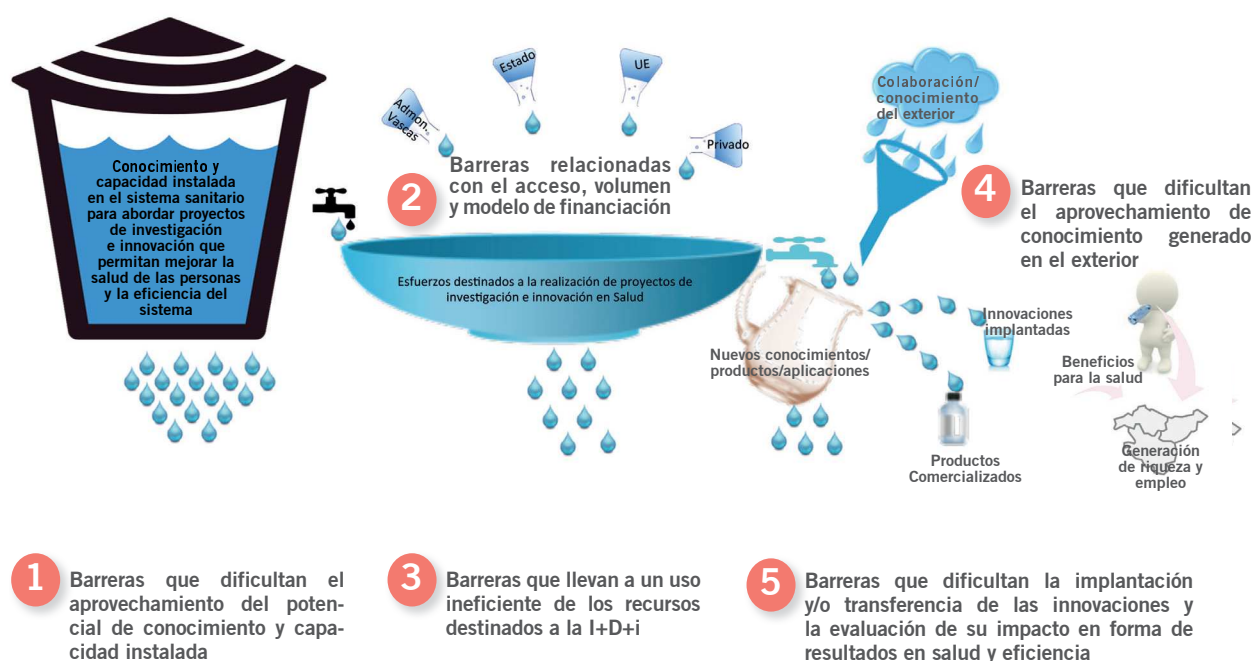 Conocimiento y
capacidad instalada
en el sistema sanitario
para abordar proyectos
de investigación
e innovación que
permitan mejorar la
salud de las personas
y la eficiencia del
sistema
Admon.
Vascas
Estado
UE
Privado
2
Barreras relacionadas
con el acceso, volumen
y modelo de financiación
Esfuerzos destinados a la realización de proyectos de
investigación e innovación en Salud
Colaboración/
conocimiento
del exterior
4
Barreras que dificultan
el aprovechamiento de
conocimiento generado
en el exterior
Nuevos conocimientos/
productos/aplicaciones
Innovaciones
implantadas
Productos
Comercializados
Beneficios
para la salud
Generación
de riqueza y
empleo
1
Barreras que dificultan el
aprovechamiento del poten-
cial de conocimiento y capa-
cidad instalada
3
Barreras que llevan a un uso
ineficiente de los recursos
destinados a la I+D+i
5
Barreras que dificultan la implantación
y/o transferencia de las innovaciones y
la evaluación de su impacto en forma de
resultados en salud y eficiencia